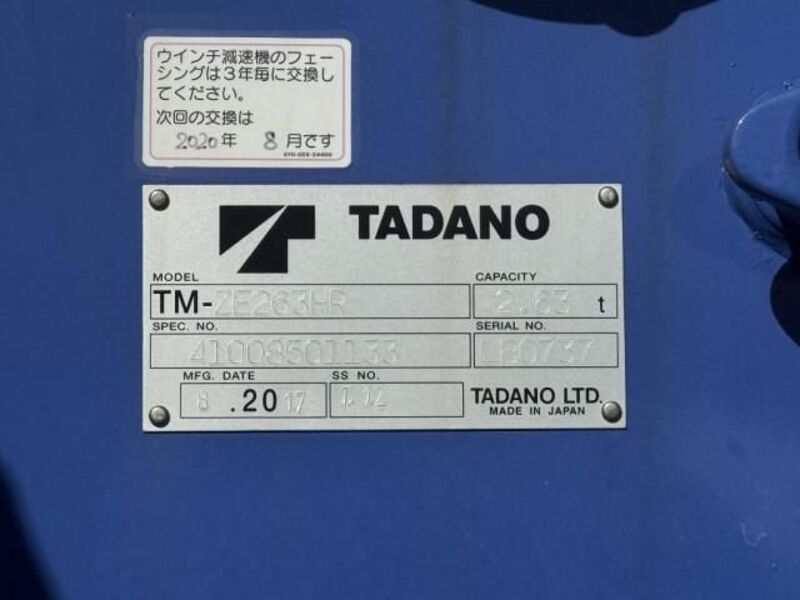 ウインチ減速機のフェー
シングは3年毎に交換し
てください。
次回の交換は
2020年 8月です
TADANO
MODEL
CAPACITY
TM-ZE263HR
2.63 t
SPEC. NO.
SERIAL NO.
41008501133
LB0737
MFG. DATE
SS NO.
8 .2017
TADANO LTD.
MADE IN JAPAN